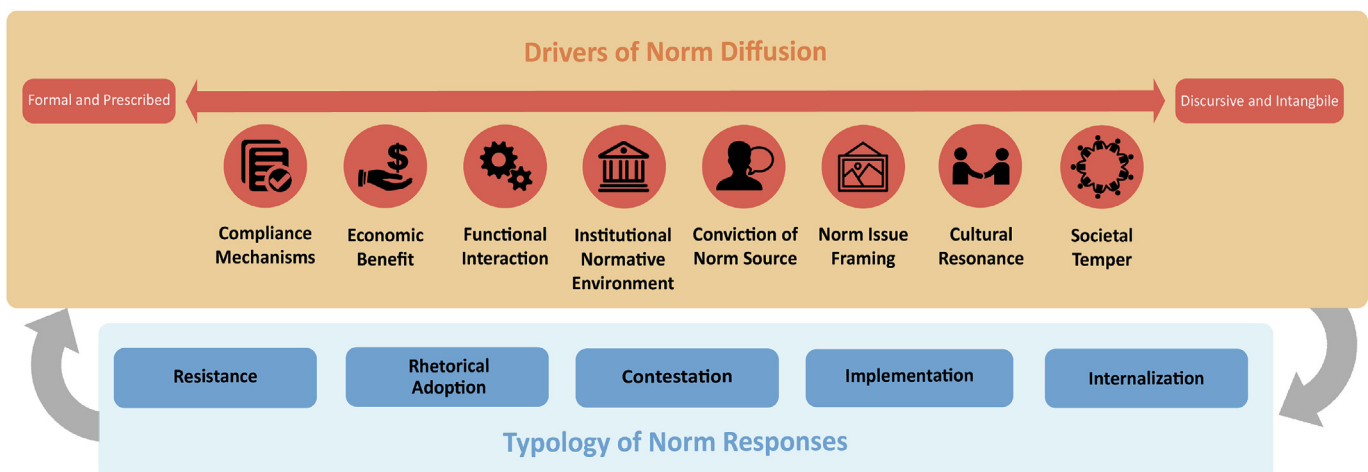 Drivers of Norm Diffusion
Formal and Prescribed
Discursive and Intangbile
Compliance
Mechanisms
Economic
Benefit
Functional
Interaction
Institutional
Normative
Environment
Conviction of
Norm Source
Norm Issue
Framing
Cultural
Resonance
Societal
Temper
Resistance
Rhetorical
Adoption
Contestation
Implementation
Internalization
Typology of Norm Responses